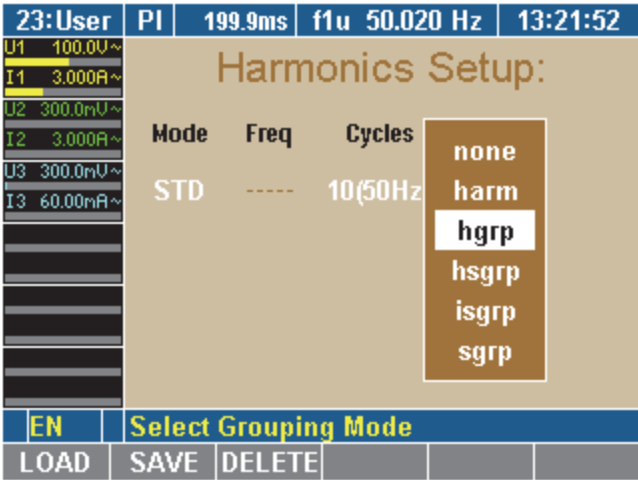 23:User PI 199.9ms f1u 50.020 Hz 13:21:52
U1 100.0V~
I1 3.000A~
U2 300.0mV~
I2 3.000A~
U3 300.0mV~
I3 60.00mA~
Harmonics Setup:
Mode Freq Cycles
STD ----- 10(50Hz
none
harm
hgrp
hsgrp
isgrp
sgrp
EN Select Grouping Mode
LOAD SAVE DELETE